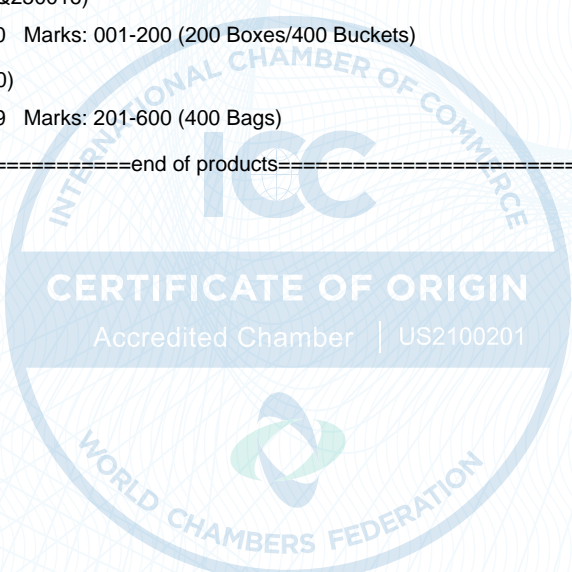 Q230016)
0 Marks: 001-200 (200 Boxes/400 Buckets)
0)
9 Marks: 201-600 (400 Bags)
===========end of products========================
INTERNATIONAL CHAMBER OF COMMERCE
ICC
CERTIFICATE OF ORIGIN
Accredited Chamber | US2100201
WORLD CHAMBERS FEDERATION